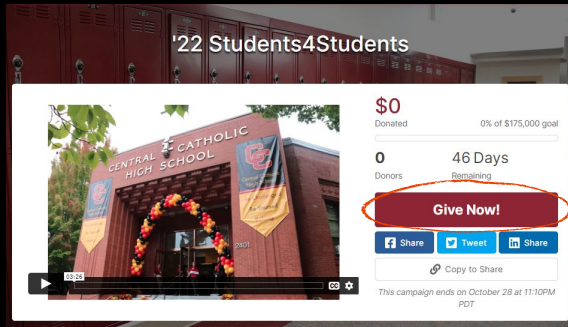 '22 Students4Students
$0
Donated
0% of $175,000 goal
0
46 Days
Donors
Remaining
Give Now!
Share
Tweet
Share
Copy to Share
This campaign ends on October 28 at 11:10PM
PDT
CENTRAL CATHOLIC
HIGH SCHOOL
2401
03:26
CC